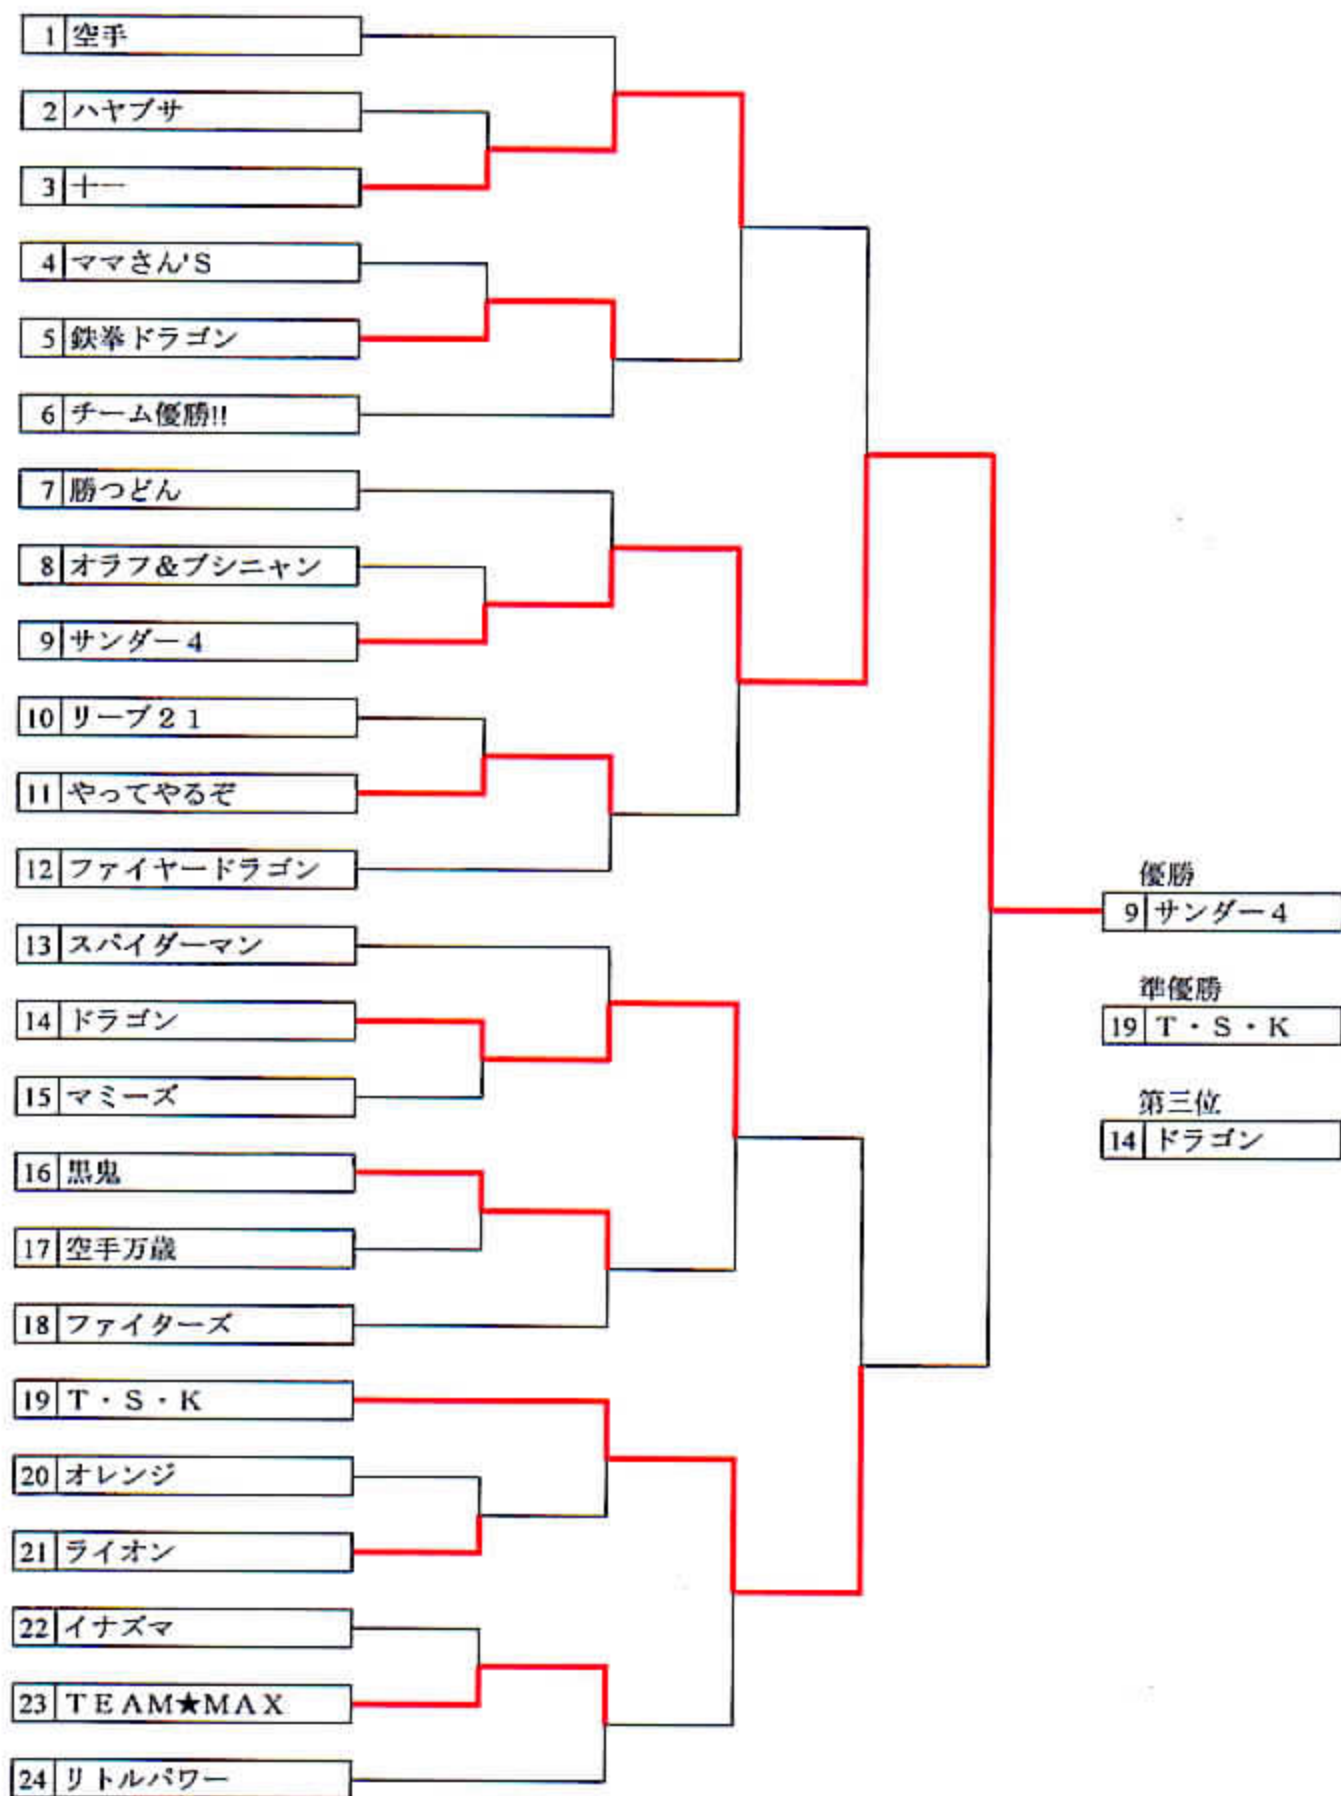 1 空手
2 ハヤブサ
3 十一
4 ママさん'S
5 鉄拳ドラゴン
6 チーム優勝!!
7 勝つどん
8 オラフ&ブシニャン
9 サンダー4
10 リーブ21
11 やってやるぞ
12 ファイヤードラゴン
優勝
9 サンダー4
13 スパイダーマン
準優勝
14 ドラゴン
19 T・S・K
15 マミーズ
第三位
14 ドラゴン
16 黒鬼
17 空手万歳
18 ファイターズ
19 T・S・K
20 オレンジ
21 ライオン
22 イナズマ
23 TEAM★MAX
24 リトルパワー